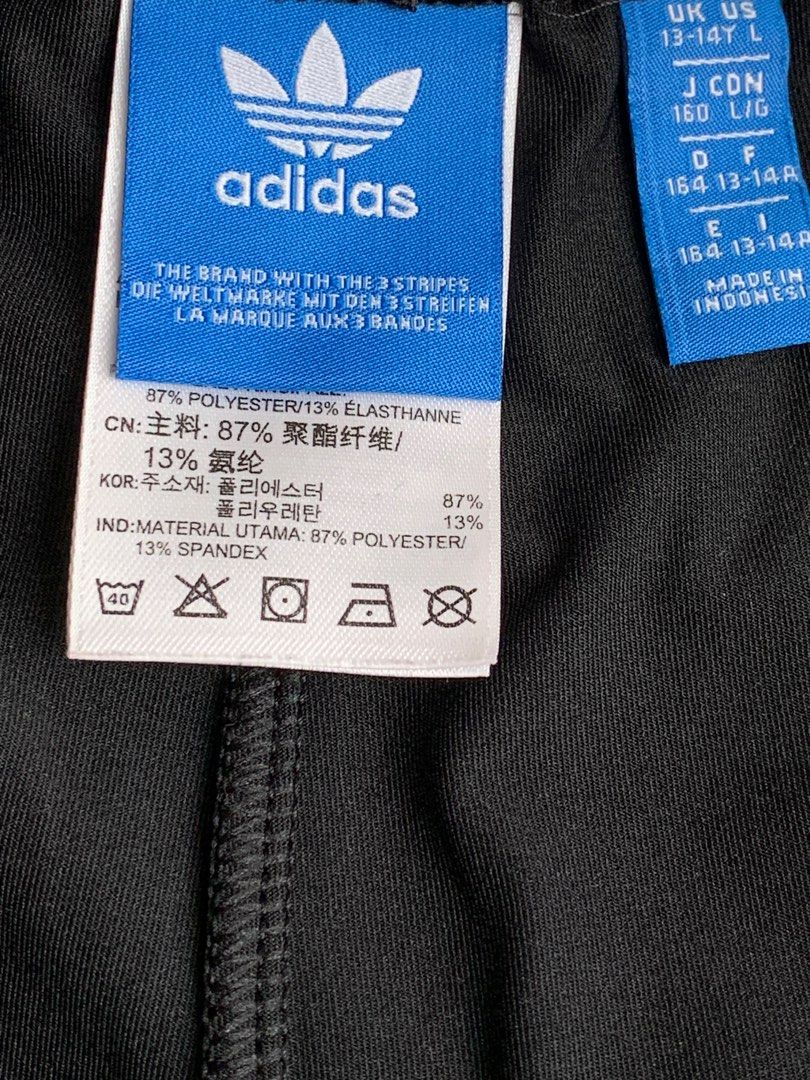 adidas
THE BRAND WITH THE 3 STRIPES
DIE WELTMARKE MIT DEN 3 STREIFEN
LA MARQUE AUX 3 BANDES
87% POLYESTER/13% ÉLASTHANNE
CN:主料: 87% 聚酯纤维/
13% 氨纶
KOR:주소재: 폴리에스터 87%
폴리우레탄 13%
IND:MATERIAL UTAMA: 87% POLYESTER/
13% SPANDEX
40
UK US
13-14Y L
J CDN
160 L/G
D F
164 13-14A
E I
164 13-14A
MADE IN
INDONESI